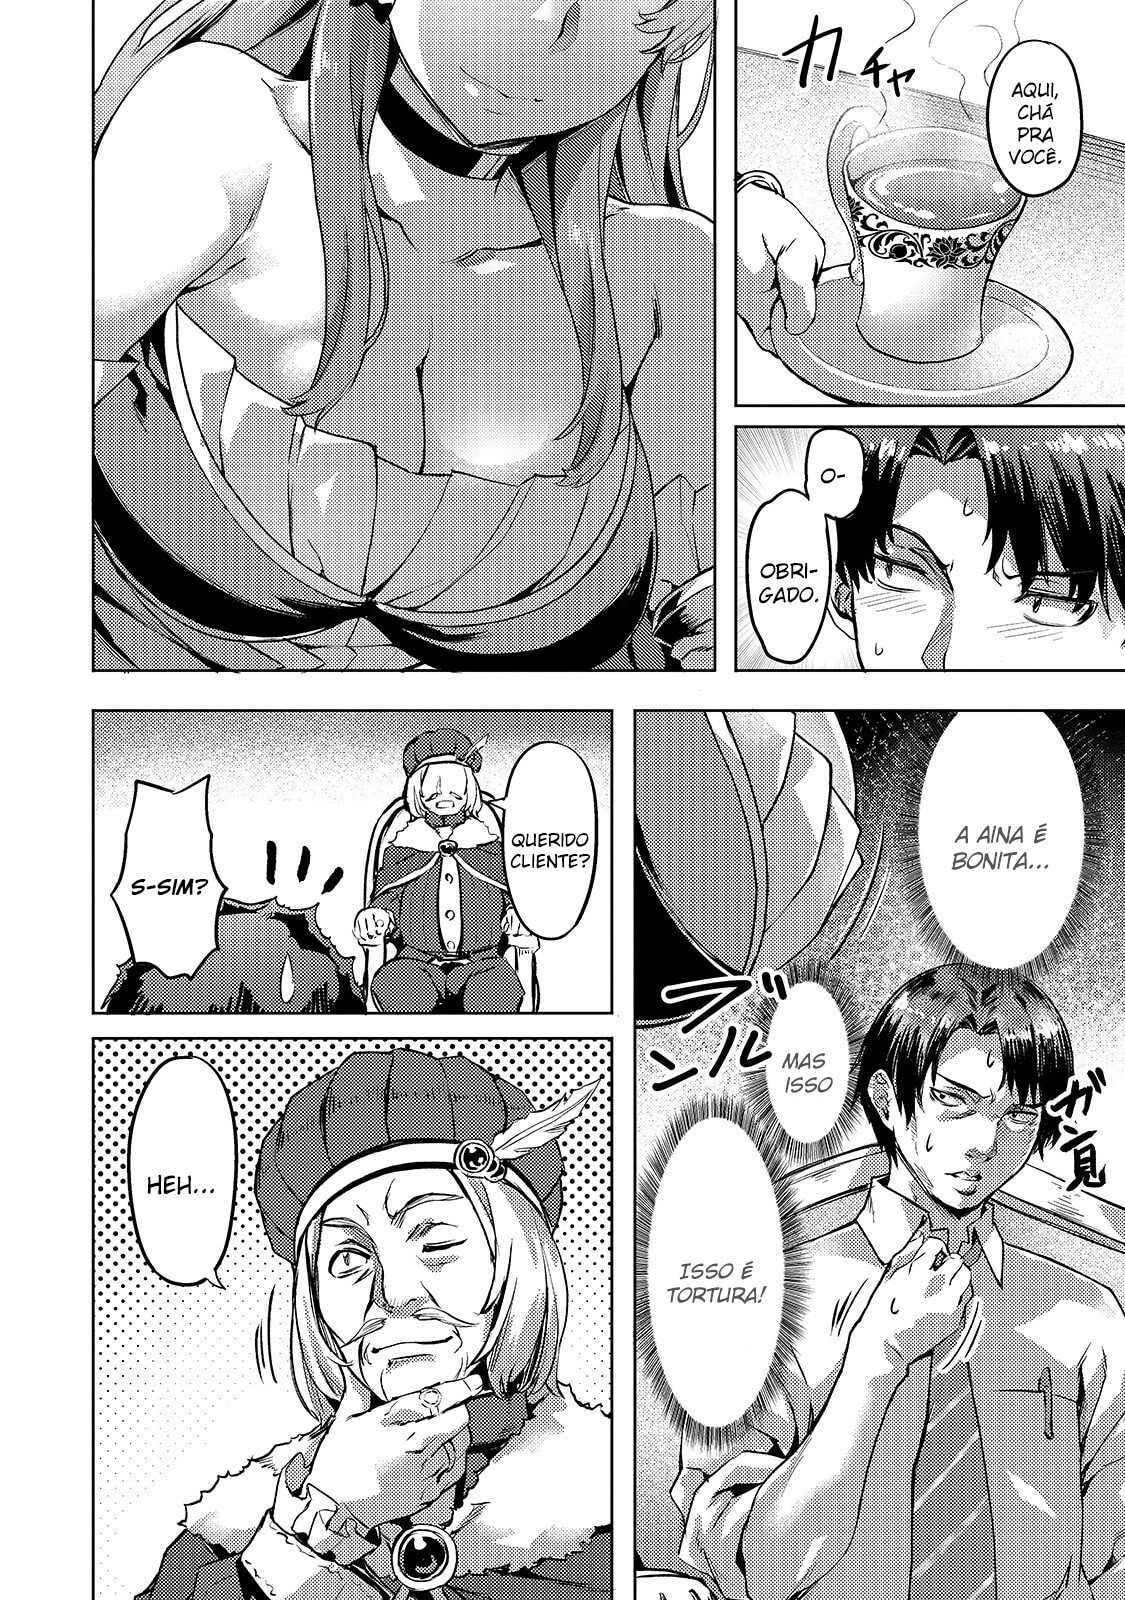 カチャ
AQUI,
CHÁ
PRA
VOCÊ.
O-
OBRI-
GADO.
A AINA É
BONITA...
MAS
ISSO
ISSO É
TORTURA!
ブルン
ガン見
QUERIDO
CLIENTE?
S-SIM?
HEH...